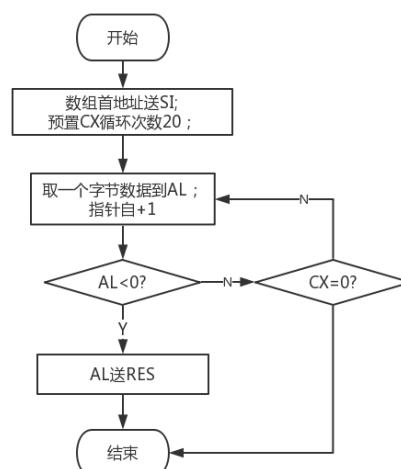 开始
数组首地址送SI;
预置CX循环次数20；
取一个字节数据到AL；
指针自+1
N
AL<0?
N
CX=0?
Y
AL送RES
结束